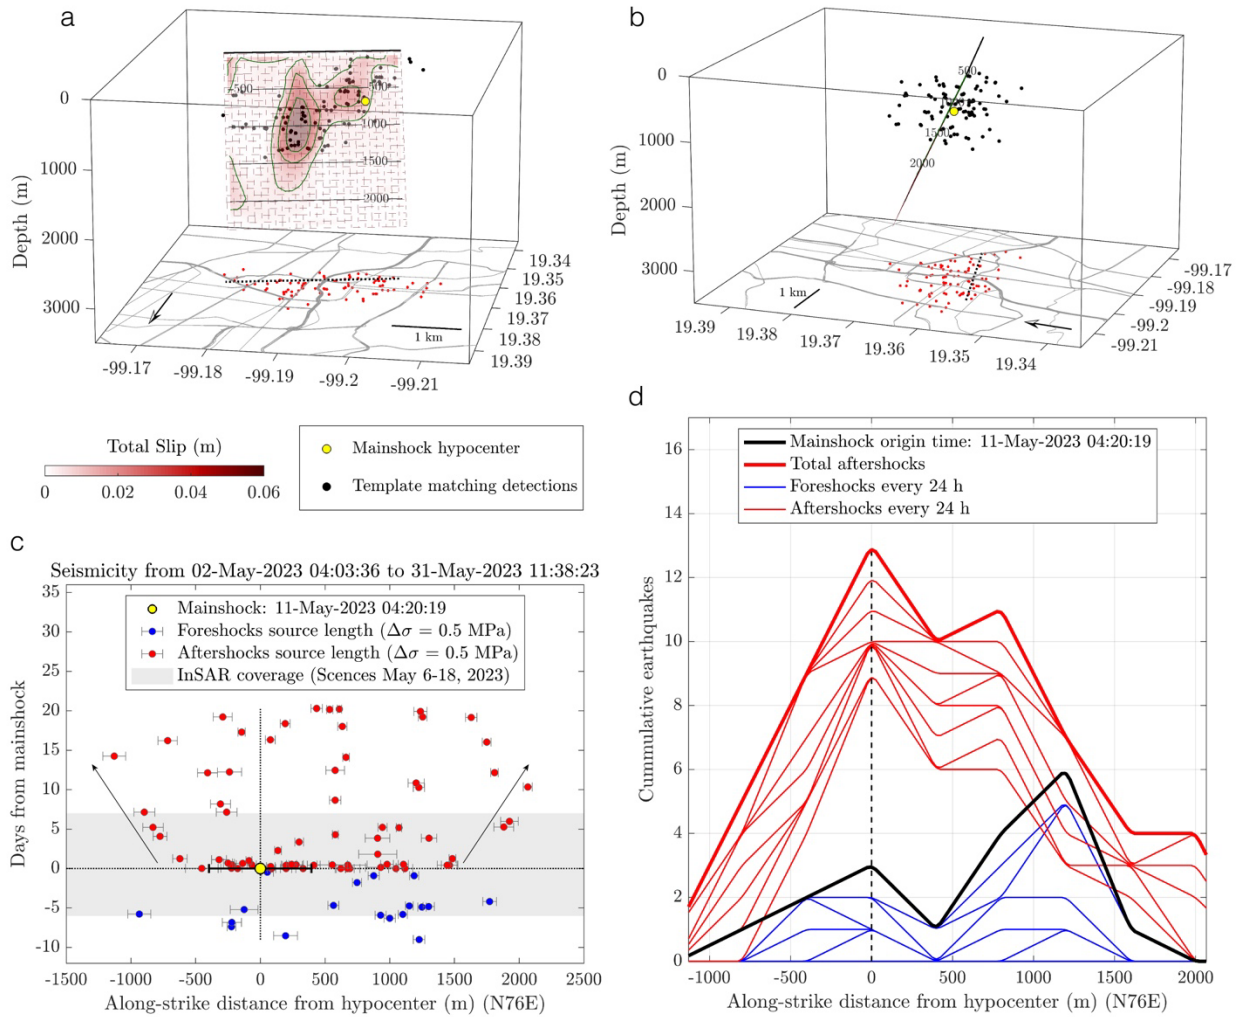 a
0
1000
2000
3000
Depth (m)
500
500
1000
1500
2000
19.34
19.35
19.36
19.37
19.38
19.39
1 km
-99.17
-99.18
-99.19
-99.2
-99.21
b
0
1000
2000
3000
Depth (m)
500
1500
2000
1 km
19.39
19.38
19.37
19.36
19.35
19.34
-99.17
-99.18
-99.19
-99.2
-99.21
Total Slip (m)
0 0.02 0.04 0.06
Mainshock hypocenter
Template matching detections
c
Seismicity from 02-May-2023 04:03:36 to 31-May-2023 11:38:23
Mainshock: 11-May-2023 04:20:19
Foreshocks source length (Δσ = 0.5 MPa)
Aftershocks source length (Δσ = 0.5 MPa)
InSAR coverage (Scences May 6-18, 2023)
35
30
25
20
15
10
5
0
-5
-10
Days from mainshock
-1500 -1000 -500 0 500 1000 1500 2000 2500
Along-strike distance from hypocenter (m) (N76E)
d
Mainshock origin time: 11-May-2023 04:20:19
Total aftershocks
Foreshocks every 24 h
Aftershocks every 24 h
16
14
12
10
8
6
4
2
0
Cummulative earthquakes
-1000 -500 0 500 1000 1500 2000
Along-strike distance from hypocenter (m) (N76E)